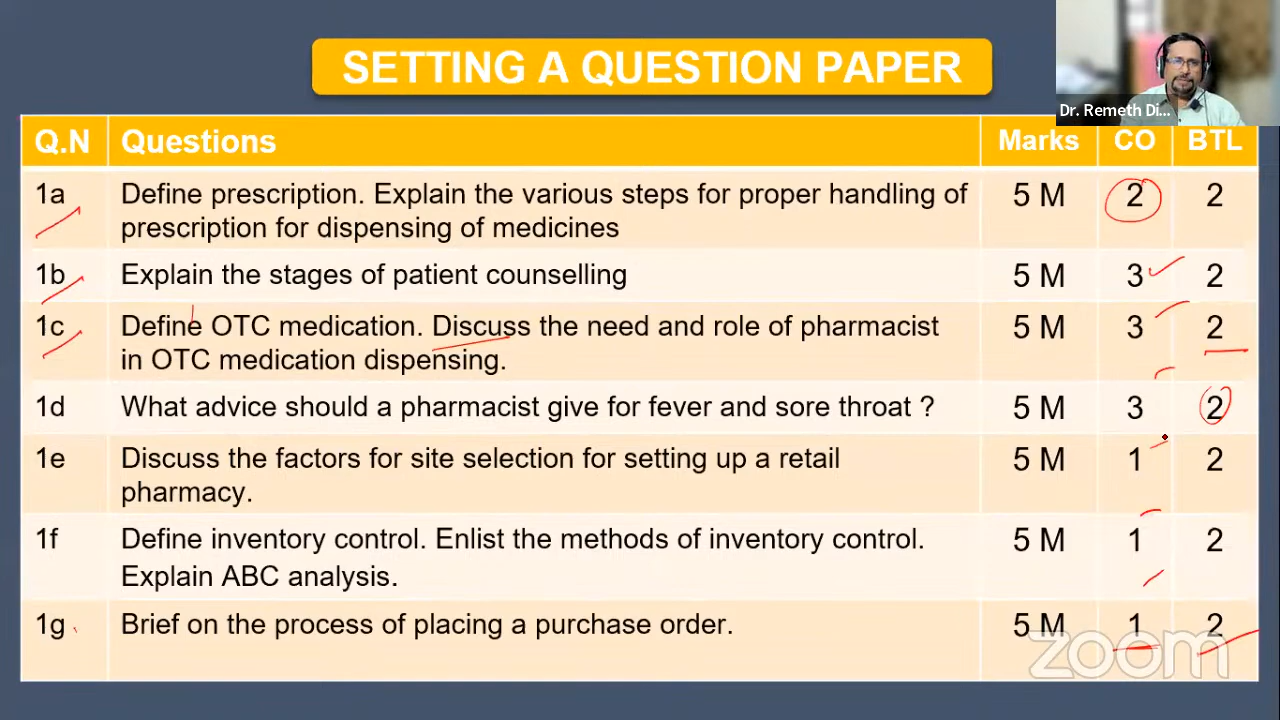 SETTING A QUESTION PAPER
Dr. Remeth Di...
Q.N Questions Marks CO BTL
1a Define prescription. Explain the various steps for proper handling of 5 M 2 2
prescription for dispensing of medicines
1b Explain the stages of patient counselling 5 M 3 2
1c Define OTC medication. Discuss the need and role of pharmacist 5 M 3 2
in OTC medication dispensing.
1d What advice should a pharmacist give for fever and sore throat ? 5 M 3 2
1e Discuss the factors for site selection for setting up a retail 5 M 1 2
pharmacy.
1f Define inventory control. Enlist the methods of inventory control. 5 M 1 2
Explain ABC analysis.
1g Brief on the process of placing a purchase order. 5 M 1 2
zoom